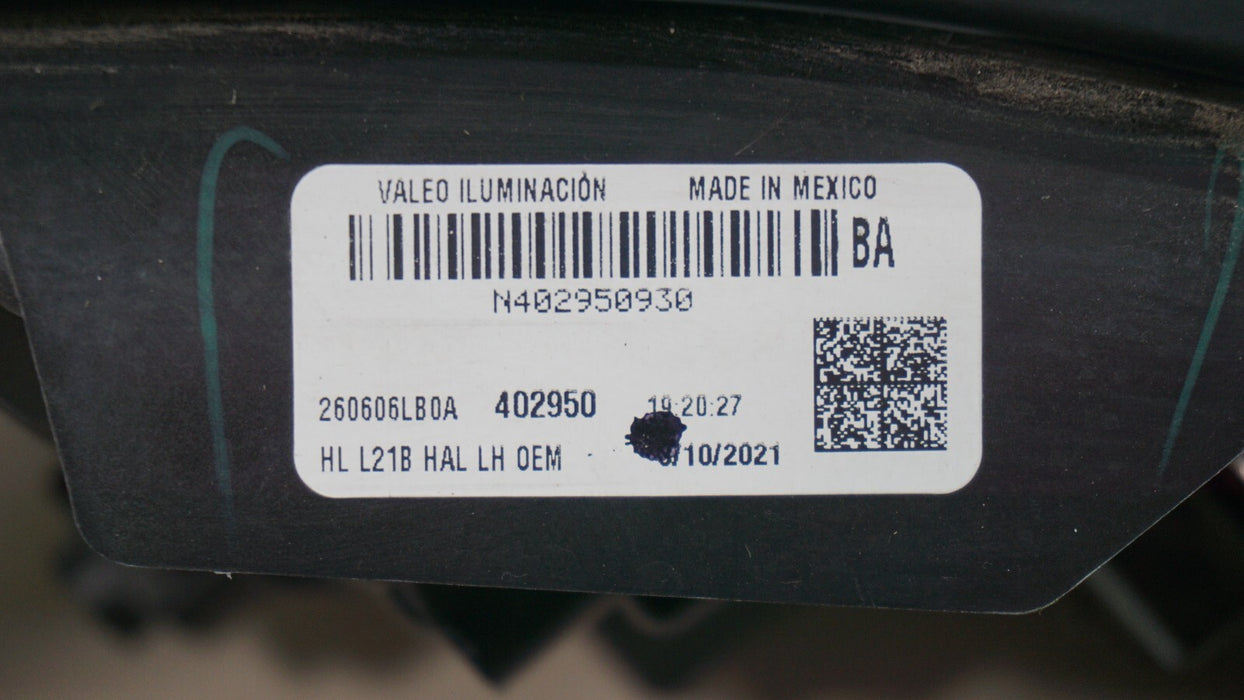 VALEO ILUMINACIÓN MADE IN MEXICO
BA
N402950930
260606LB0A 402950 19:20:27
HL L21B HAL LH OEM /10/2021